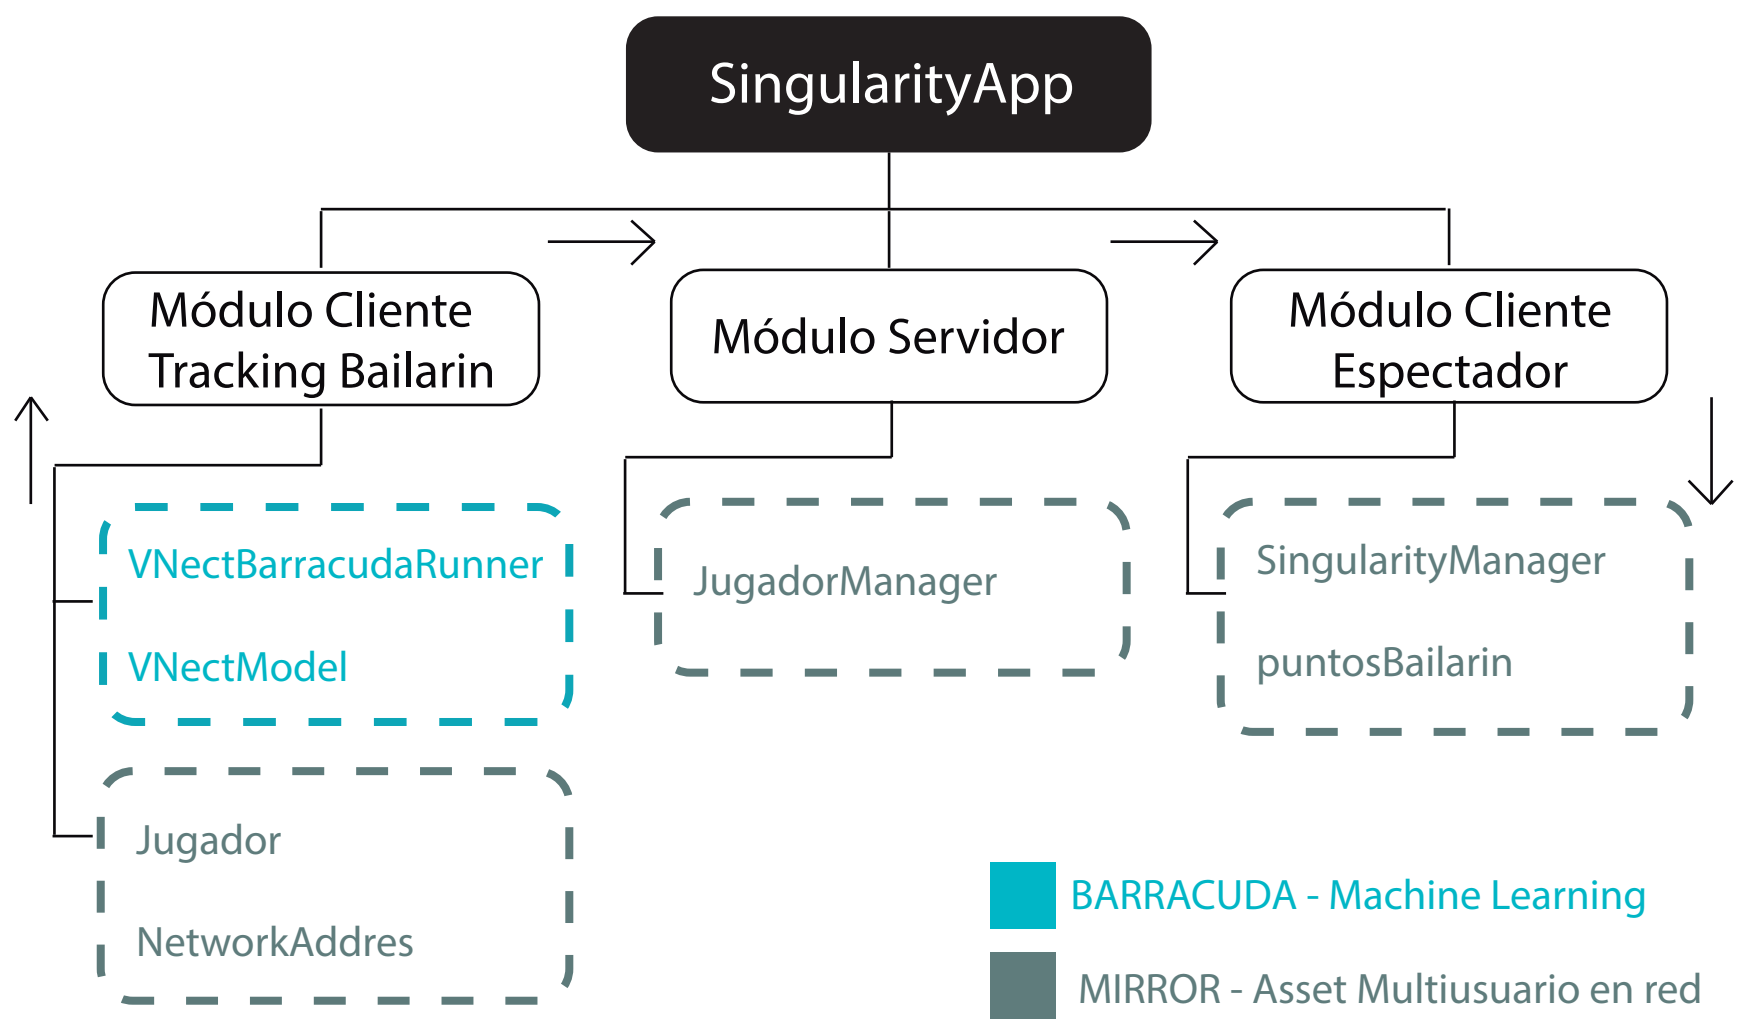 SingularityApp
Módulo Cliente
Tracking Bailarin
Módulo Servidor
Módulo Cliente
Espectador
VNectBarracudaRunner
VNectModel
Jugador
NetworkAddres
JugadorManager
SingularityManager
puntosBailarin
BARRACUDA - Machine Learning
MIRROR - Asset Multiusuario en red